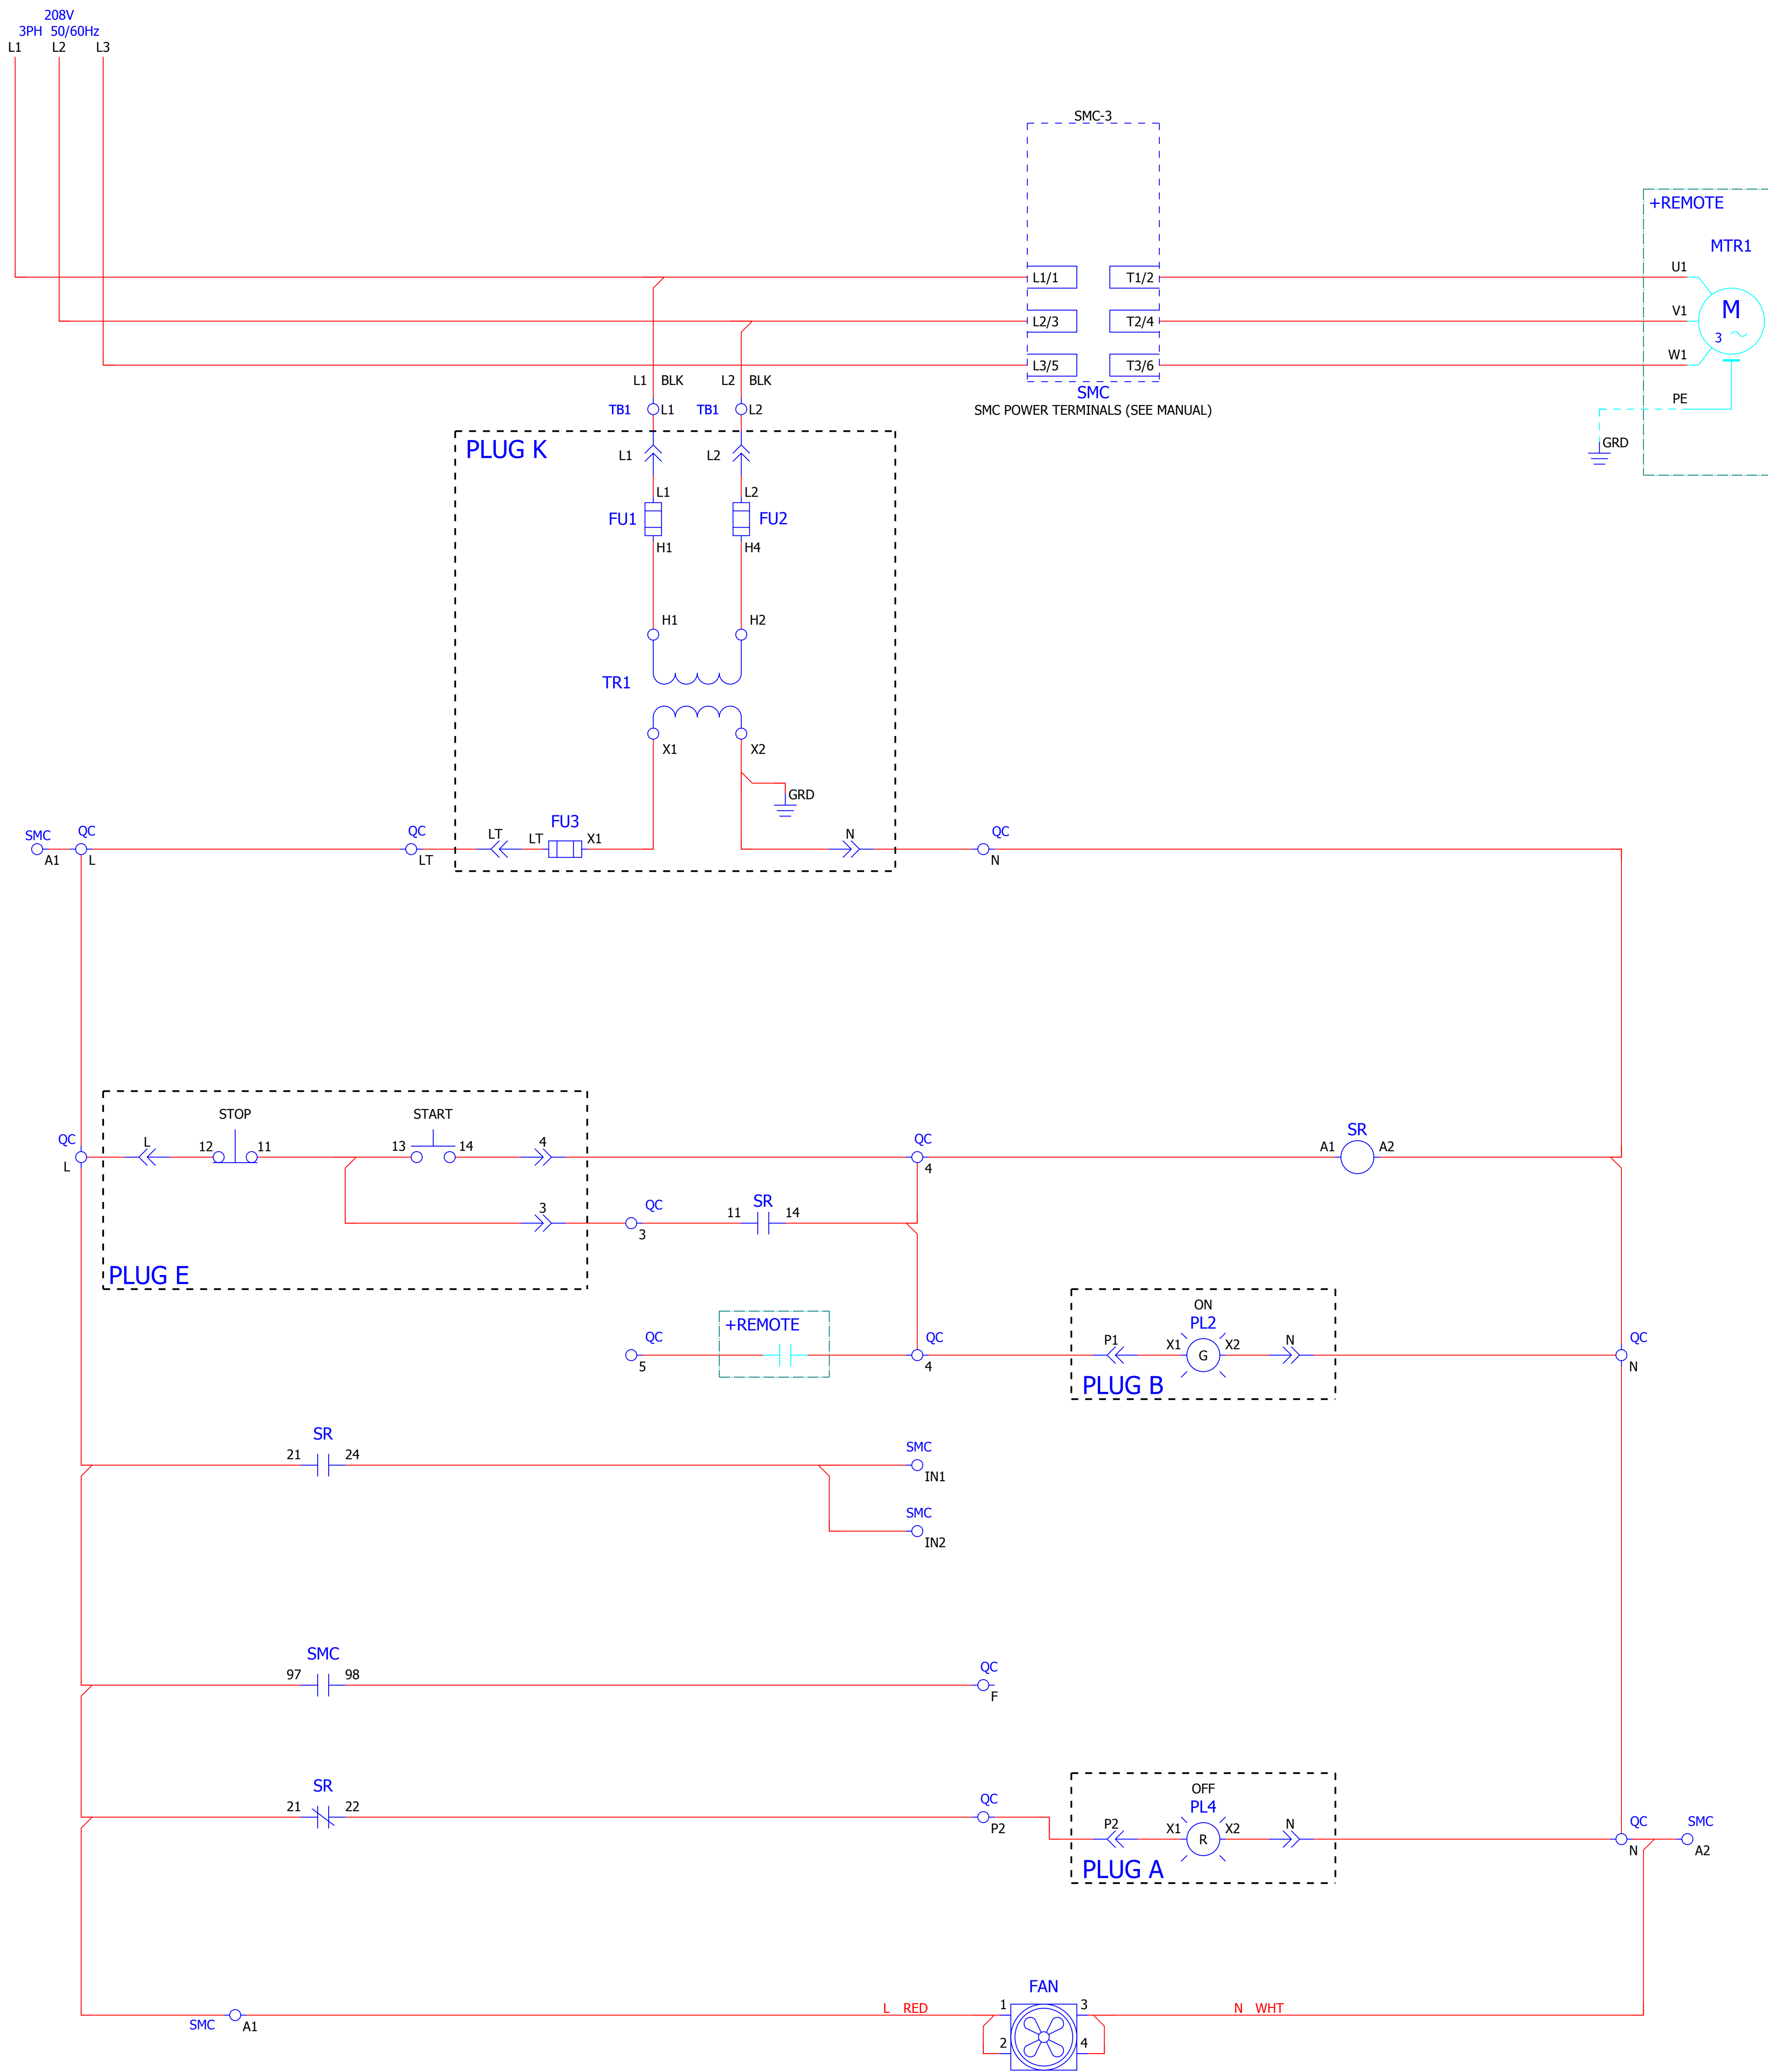 208V
3PH 50/60Hz
L1 L2 L3
SMC-3
+REMOTE
MTR1
L1/1 T1/2 U1
L2/3 T2/4 V1 M
3
L3/5 T3/6 W1
L1 BLK L2 BLK
SMC
TB1 L1 TB1 L2
SMC POWER TERMINALS (SEE MANUAL)
PE
GRD
PLUG K
L1 L2
L1 L2
FU1 FU2
H1 H4
H1 H2
TR1
X1 X2
GRD
SMC QC QC LT LT FU3 X1 N QC
A1 L LT N
STOP START
QC L 12 11 13 14 4 QC A1 SR A2
L 4
3 QC 11 SR 14
3
PLUG E
ON
+REMOTE PL2
QC QC P1 X1 X2 N QC
G
5 4 N
PLUG B
SR SMC
21 24
IN1
SMC
IN2
SMC
97 98 QC
F
SR OFF
21 22 QC PL4
P2 P2 X1 X2 N QC SMC
R
N A2
PLUG A
FAN
L RED 1 3 N WHT
SMC A1
2 4